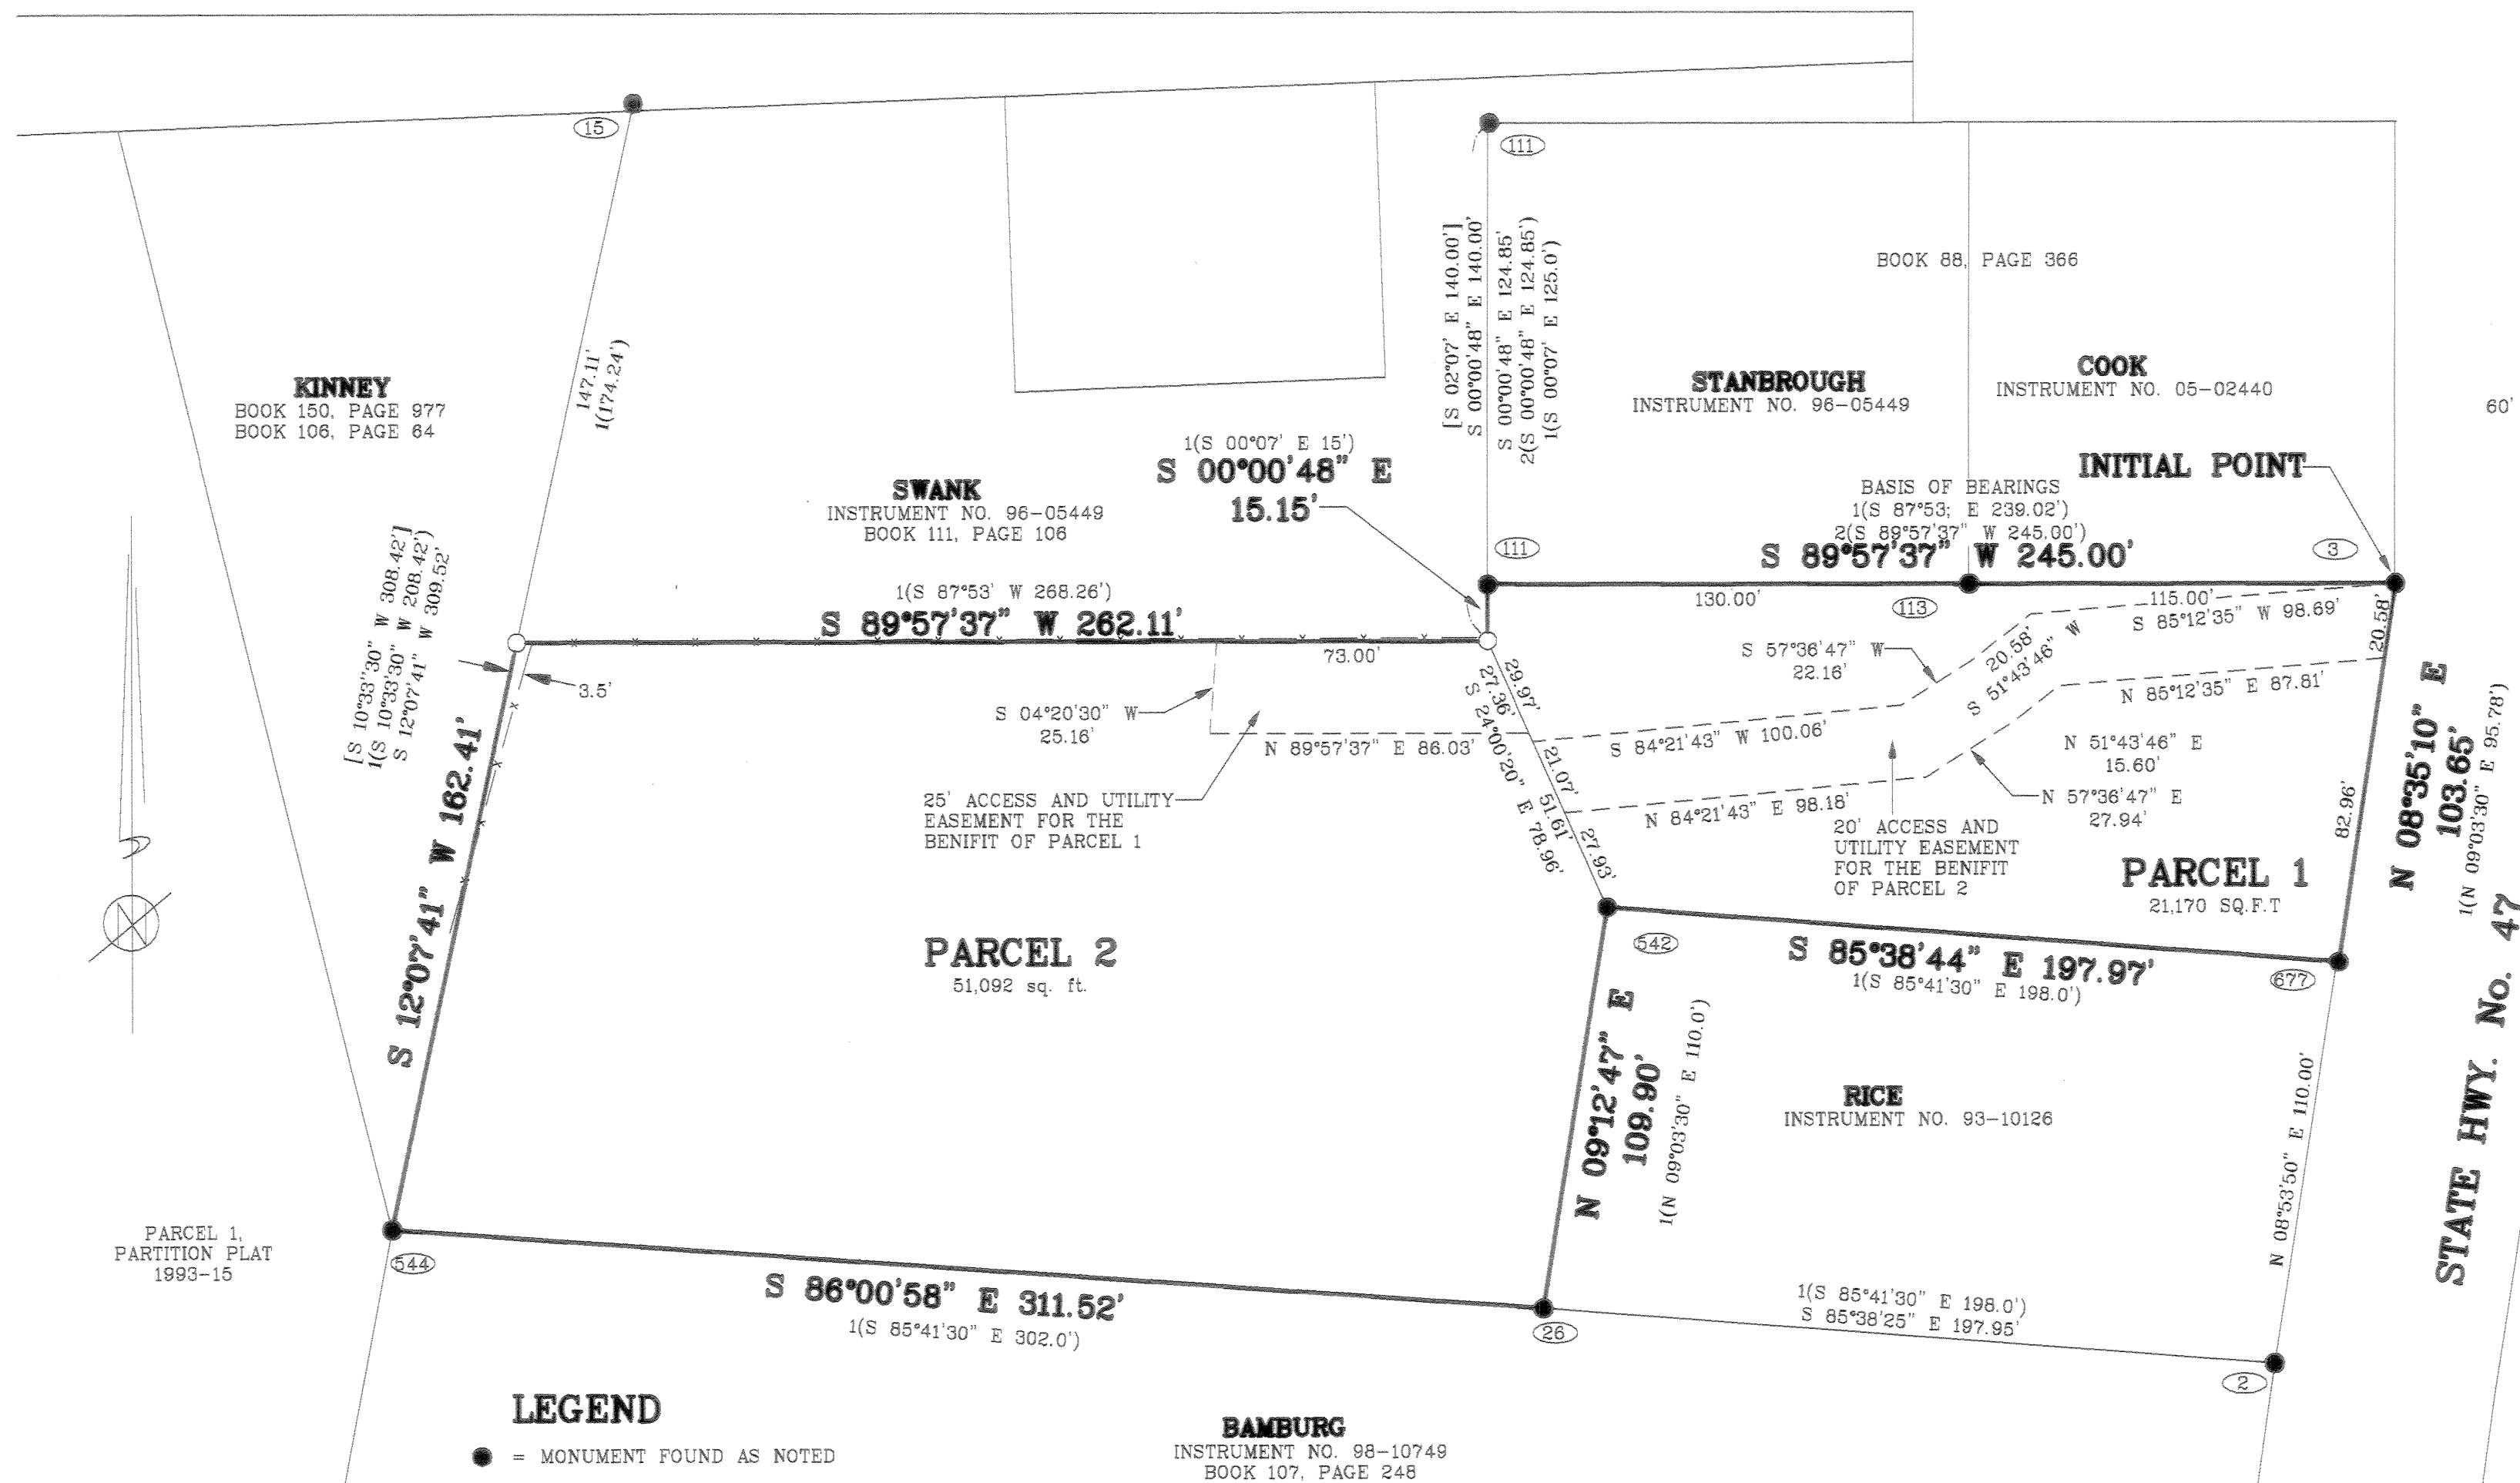 15
111
[S 02°07' E 140.00']
S 00°00'48" E 140.00'
S 00°00'48" E 124.85'
2(S 00°00'48" E 124.85')
1(S 00°07' E 125.0')
BOOK 88, PAGE 366
KINNEY
BOOK 150, PAGE 977
BOOK 106, PAGE 64
147.11'
1(174.24')
STANBROUGH
INSTRUMENT NO. 96-05449
COOK
INSTRUMENT NO. 05-02440
60'
1(S 00°07' E 15')
S 00°00'48" E
15.15'
INITIAL POINT
SWANK
INSTRUMENT NO. 96-05449
BOOK 111, PAGE 106
BASIS OF BEARINGS
1(S 87°53; E 239.02')
2(S 89°57'37" W 245.00')
S 89°57'37" W 245.00'
111
3
[S 10°33'30" W 308.42']
1(S 10°33'30" W 208.42')
S 12°07'41" W 309.52'
1(S 87°53' W 268.26')
S 89°57'37" W 262.11'
73.00'
130.00'
113
115.00'
S 85°12'35" W 98.69'
20.58'
3.5'
S 57°36'47" W
22.16'
20.58'
S 51°43'46" W
N 85°12'35" E 87.81'
29.97'
27.36'
S 24°00'20" E 78.96'
S 04°20'30" W
25.16'
N 89°57'37" E 86.03'
S 84°21'43" W 100.06'
N 51°43'46" E
15.60'
N 08°35'10" E
103.65'
1(N 09°03'30" E 95.78')
S 12°07'41" W 162.41'
21.07'
51.61'
27.93'
25' ACCESS AND UTILITY
EASEMENT FOR THE
BENIFIT OF PARCEL 1
N 84°21'43" E 98.18'
N 57°36'47" E
27.94'
82.96'
20' ACCESS AND
UTILITY EASEMENT
FOR THE BENIFIT
OF PARCEL 2
PARCEL 1
21,170 SQ.F.T
PARCEL 2
51,092 sq. ft.
542
S 85°38'44" E 197.97'
1(S 85°41'30" E 198.0')
677
N
STATE HWY. No. 47
N 09°12'47" E
109.90'
1(N 09°03'30" E 110.0')
RICE
INSTRUMENT NO. 93-10126
N 08°53'50" E 110.00'
PARCEL 1,
PARTITION PLAT
1993-15
544
S 86°00'58" E 311.52'
1(S 85°41'30" E 302.0')
26
1(S 85°41'30" E 198.0')
S 85°38'25" E 197.95'
2
LEGEND
= MONUMENT FOUND AS NOTED
BAMBURG
INSTRUMENT NO. 98-10749
BOOK 107, PAGE 248